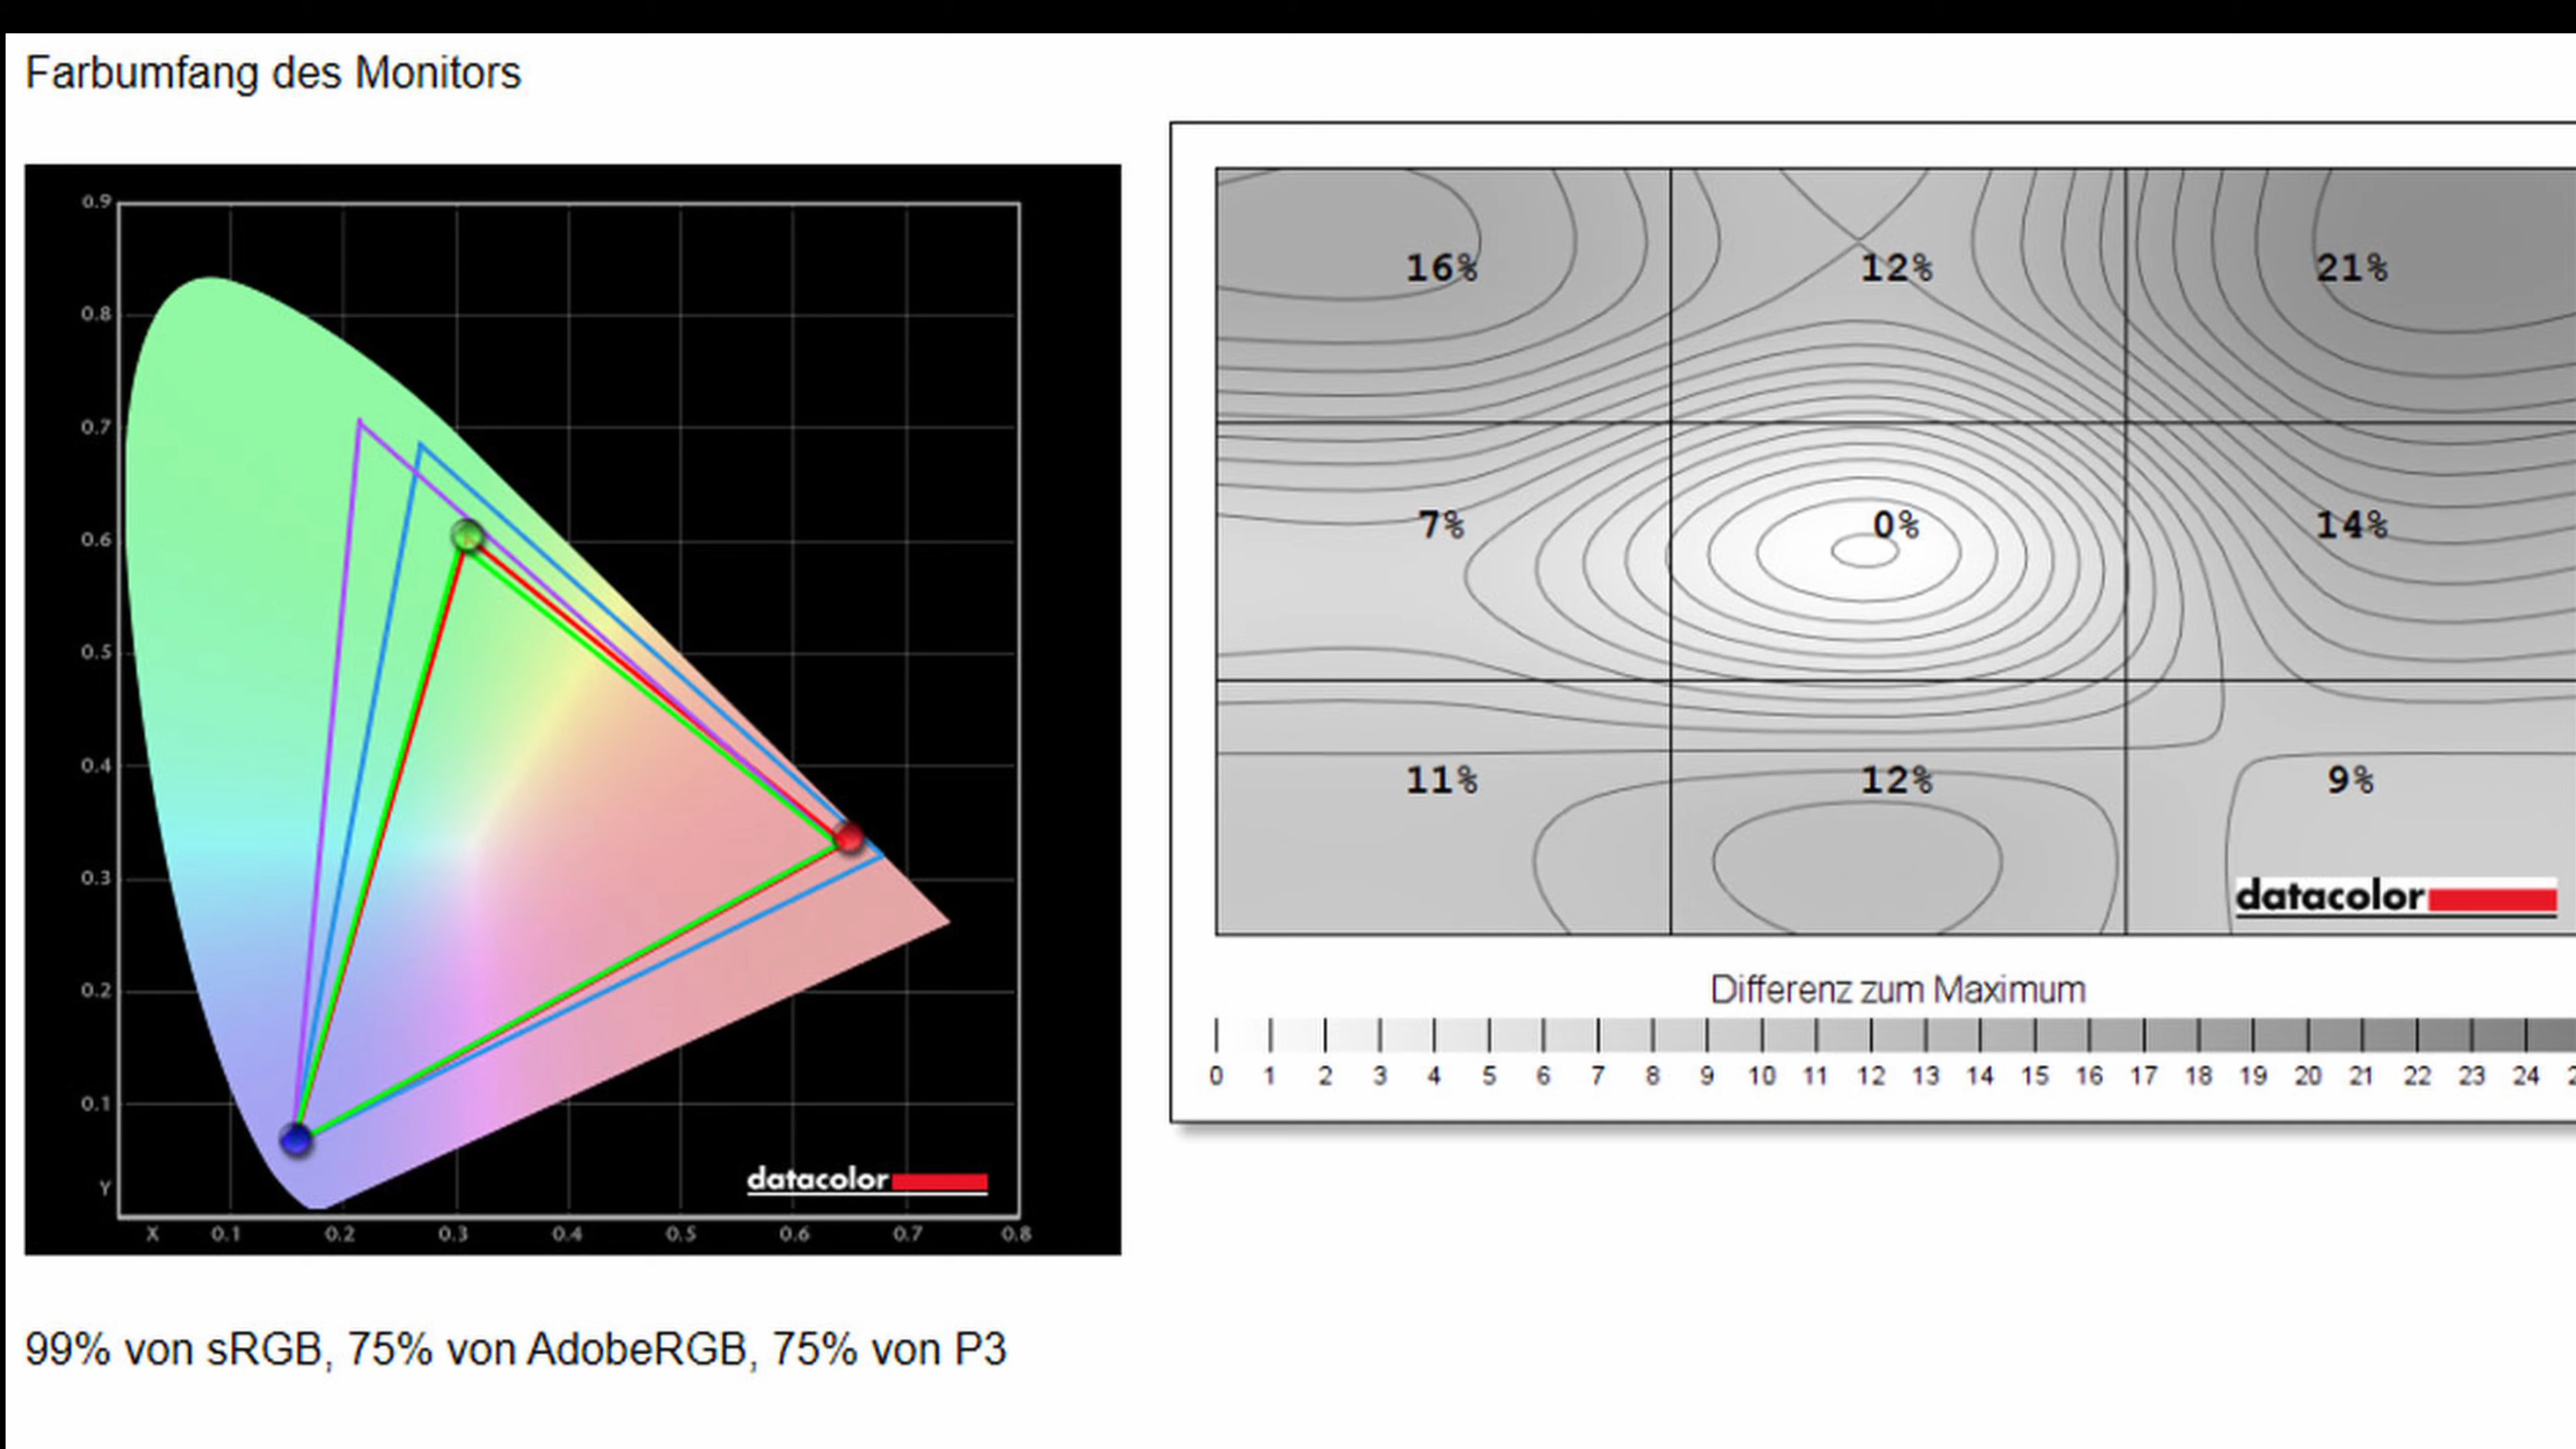 Farbumfang des Monitors
0.9
0.8
0.7
0.6
0.5
0.4
0.3
0.2
0.1
Y
X 0.1 0.2 0.3 0.4 0.5 0.6 0.7 0.8
datacolor
99% von sRGB, 75% von AdobeRGB, 75% von P3
16% 12% 21%
7% 0% 14%
11% 12% 9%
datacolor
Differenz zum Maximum
0 1 2 3 4 5 6 7 8 9 10 11 12 13 14 15 16 17 18 19 20 21 22 23 24